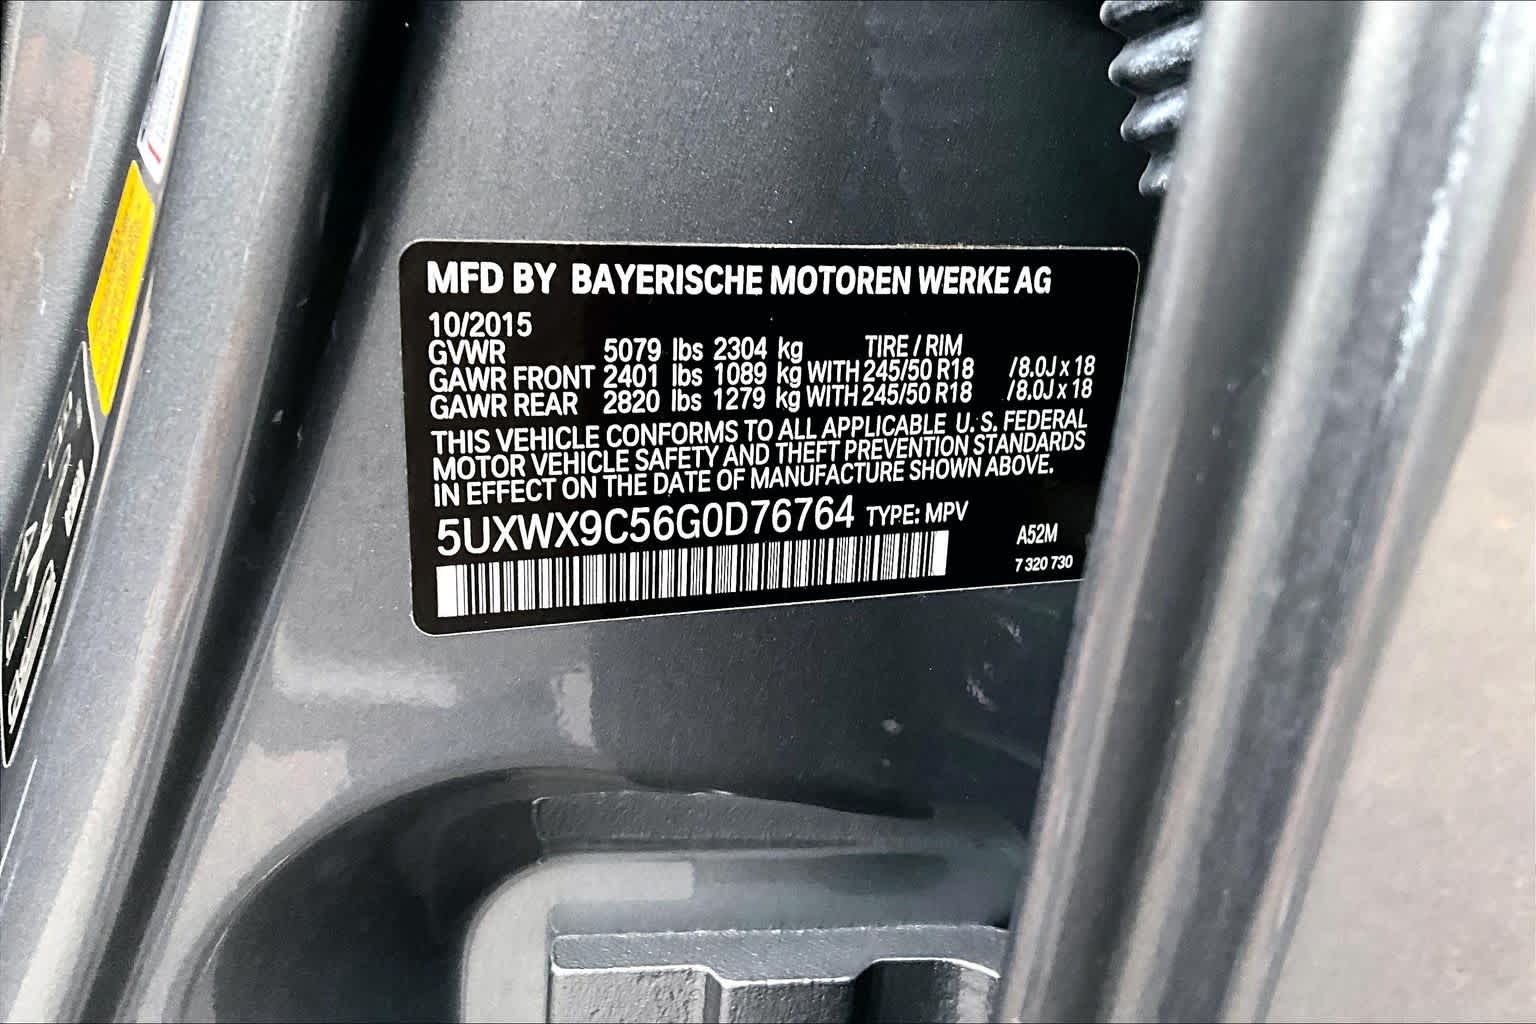 MFD BY BAYERISCHE MOTOREN WERKE AG
10/2015
GVWR 5079 lbs 2304 kg TIRE / RIM
GAWR FRONT 2401 lbs 1089 kg WITH 245/50 R18 /8.0J x 18
GAWR REAR 2820 lbs 1279 kg WITH 245/50 R18 /8.0J x 18
THIS VEHICLE CONFORMS TO ALL APPLICABLE U. S. FEDERAL
MOTOR VEHICLE SAFETY AND THEFT PREVENTION STANDARDS
IN EFFECT ON THE DATE OF MANUFACTURE SHOWN ABOVE.
5UXWX9C56G0D76764 TYPE: MPV A52M
7 320 730